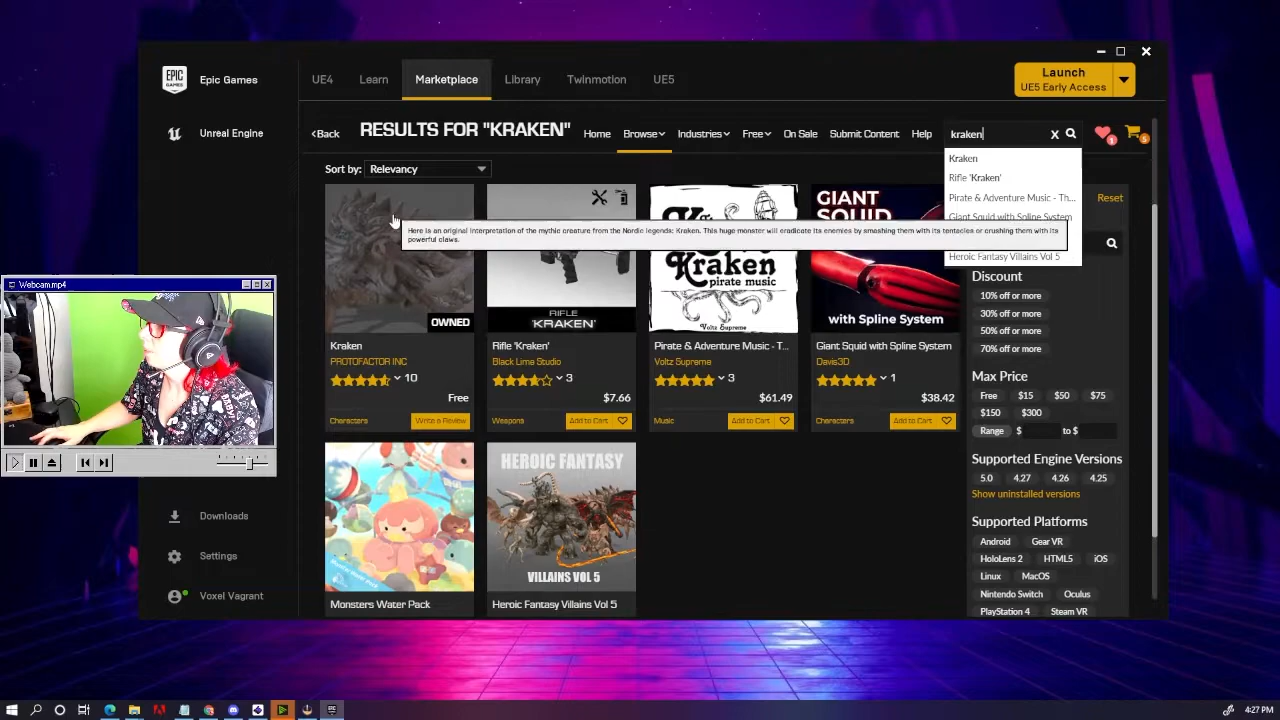 EPIC GAMES
Epic Games
UE4
Learn
Marketplace
Library
Twinmotion
UE5
Launch
UE5 Early Access
Unreal Engine
<Back
RESULTS FOR "KRAKEN"
Home
Browse
Industries
Free
On Sale
Submit Content
Help
kraken
X
1
5
Sort by:
Relevancy
Kraken
Rifle 'Kraken'
Pirate & Adventure Music - Th...
Giant Squid with Spline System
Heroic Fantasy Villains Vol 5
Reset
Here is an original interpretation of the mythic creature from the Nordic legends: Kraken. This huge monster will eradicate its enemies by smashing them with its tentacles or crushing them with its
powerful claws.
GIANT
SQUID
with Spline System
Kraken
pirate music
Voltz Supreme
RIFLE
'KRAKEN'
OWNED
Discount
10% off or more
30% off or more
50% off or more
70% off or more
Webcam.mp4
Kraken
PROTOFACTOR INC
10
Free
Characters
Write a Review
Rifle 'Kraken'
Black Lime Studio
3
$7.66
Weapons
Add to Cart
Pirate & Adventure Music - T...
Voltz Supreme
3
$61.49
Music
Add to Cart
Giant Squid with Spline System
Davis3D
1
$38.42
Characters
Add to Cart
Max Price
Free
$15
$50
$75
$150
$300
Range
$
to $
Supported Engine Versions
5.0
4.27
4.26
4.25
Show uninstalled versions
Supported Platforms
Android
Gear VR
HoloLens 2
HTML5
iOS
Linux
MacOS
Nintendo Switch
Oculus
PlayStation 4
Steam VR
HEROIC FANTASY
VILLAINS VOL 5
Monsters Water Pack
Heroic Fantasy Villains Vol 5
Downloads
Settings
Voxel Vagrant
4:27 PM